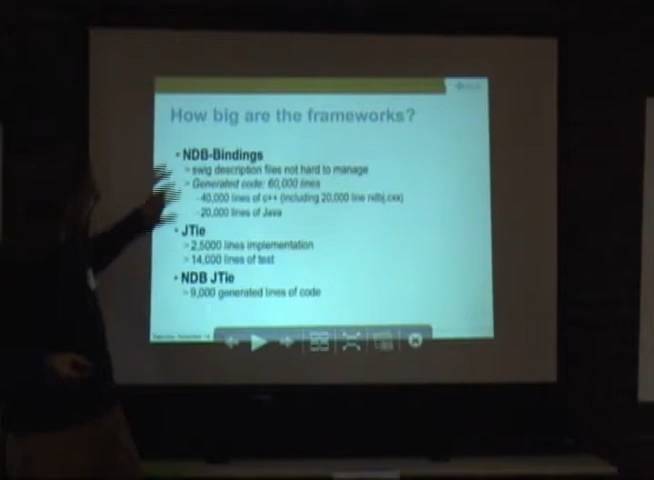 How big are the frameworks?
• NDB-Bindings
> swig description files not hard to manage
> Generated code: 60,000 lines
-40,000 lines of c++ (including 20,000 line ndbj.cxx)
-20,000 lines of Java
• JTie
> 2,5000 lines implementation
> 14,000 lines of test
• NDB JTie
> 9,000 generated lines of code